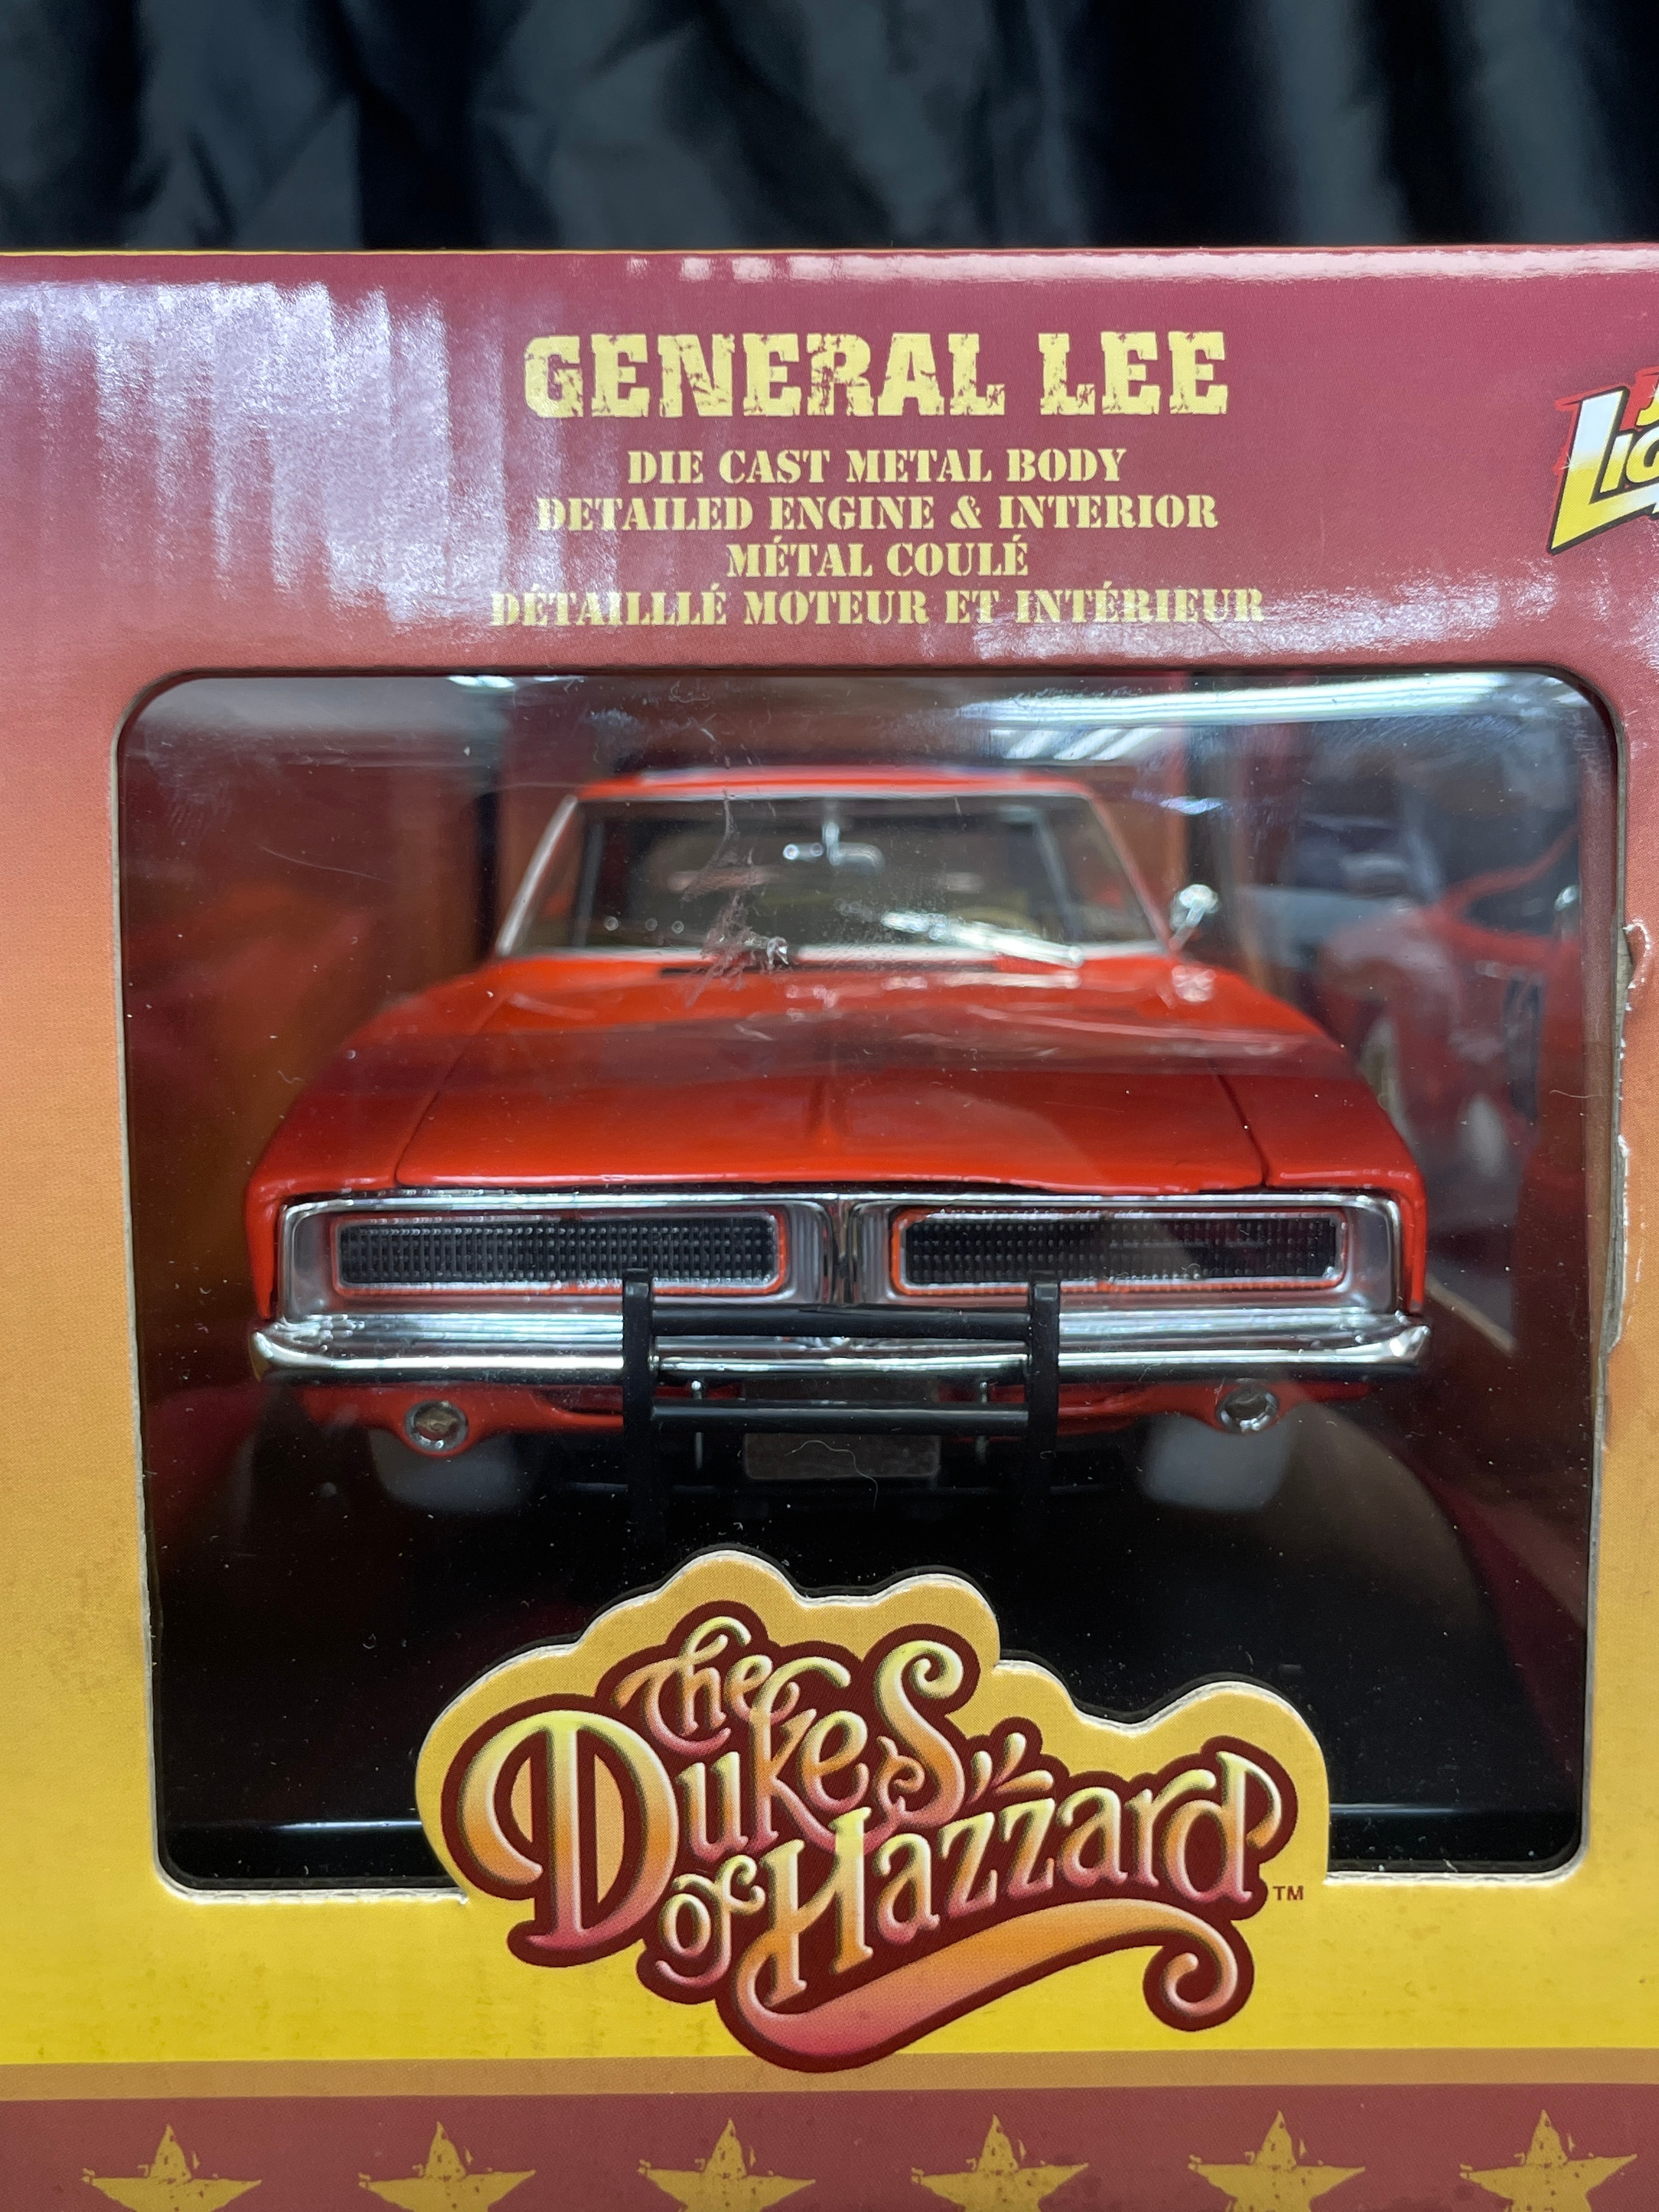 GENERAL LEE
DIE CAST METAL BODY
DETAILED ENGINE & INTERIOR
MÉTAL COULÉ
DÉTAILLLÉ MOTEUR ET INTÉRIEUR
The
Dukes
of Hazzard™